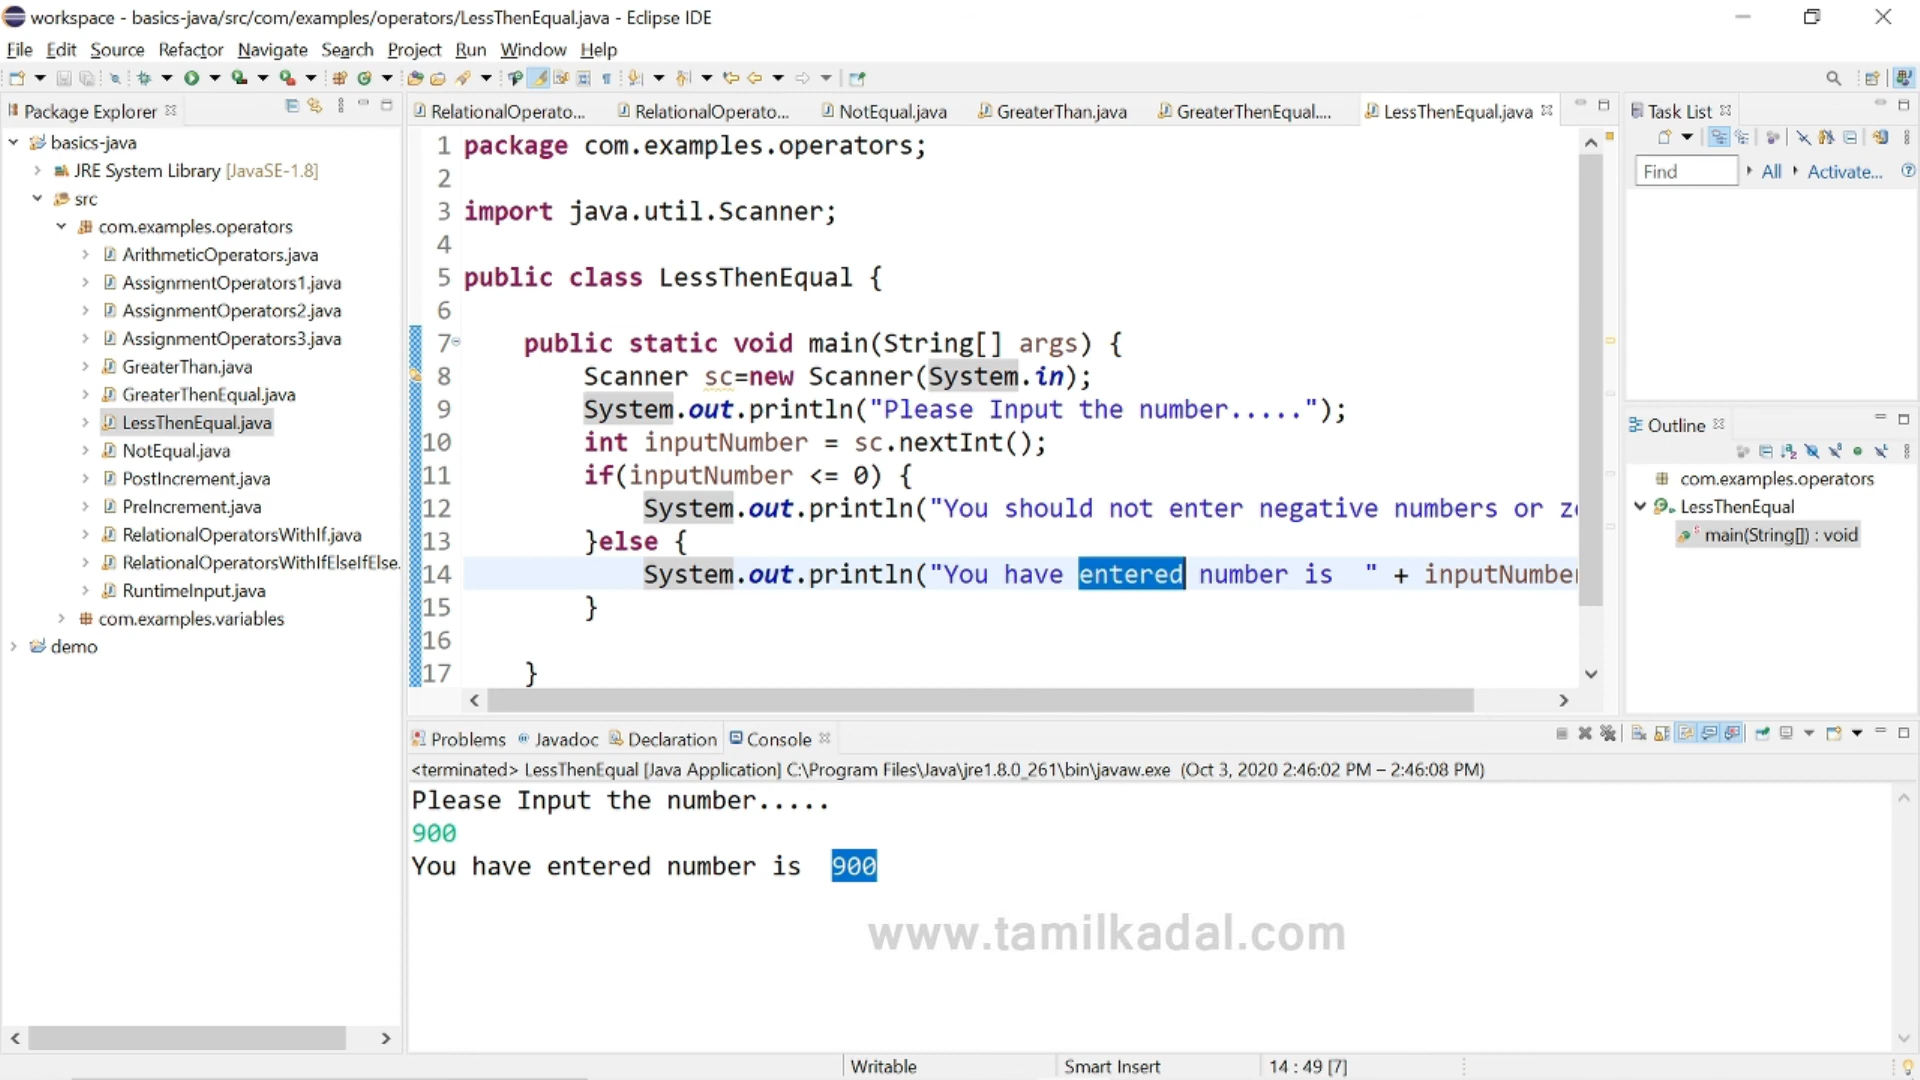 workspace - basics-java/src/com/examples/operators/LessThenEqual.java - Eclipse IDE
File Edit Source Refactor Navigate Search Project Run Window Help
Package Explorer
basics-java
JRE System Library [JavaSE-1.8]
src
com.examples.operators
ArithmeticOperators.java
AssignmentOperators1.java
AssignmentOperators2.java
AssignmentOperators3.java
GreaterThan.java
GreaterThenEqual.java
LessThenEqual.java
NotEqual.java
PostIncrement.java
PreIncrement.java
RelationalOperatorsWithIf.java
RelationalOperatorsWithIfElseIfElse.
RuntimeInput.java
com.examples.variables
demo
RelationalOperato... RelationalOperato... NotEqual.java GreaterThan.java GreaterThenEqual.... LessThenEqual.java
1 package com.examples.operators;
2
3 import java.util.Scanner;
4
5 public class LessThenEqual {
6
7 public static void main(String[] args) {
8 Scanner sc=new Scanner(System.in);
9 System.out.println("Please Input the number.....");
10 int inputNumber = sc.nextInt();
11 if(inputNumber <= 0) {
12 System.out.println("You should not enter negative numbers or z
13 }else {
14 System.out.println("You have entered number is  " + inputNumber
15 }
16
17 }
Task List
Find All Activate...
Outline
com.examples.operators
LessThenEqual
main(String[]) : void
Problems Javadoc Declaration Console
<terminated> LessThenEqual [Java Application] C:\Program Files\Java\jre1.8.0_261\bin\javaw.exe (Oct 3, 2020 2:46:02 PM – 2:46:08 PM)
Please Input the number.....
900
You have entered number is  900
www.tamilkadal.com
Writable Smart Insert 14 : 49 [7]